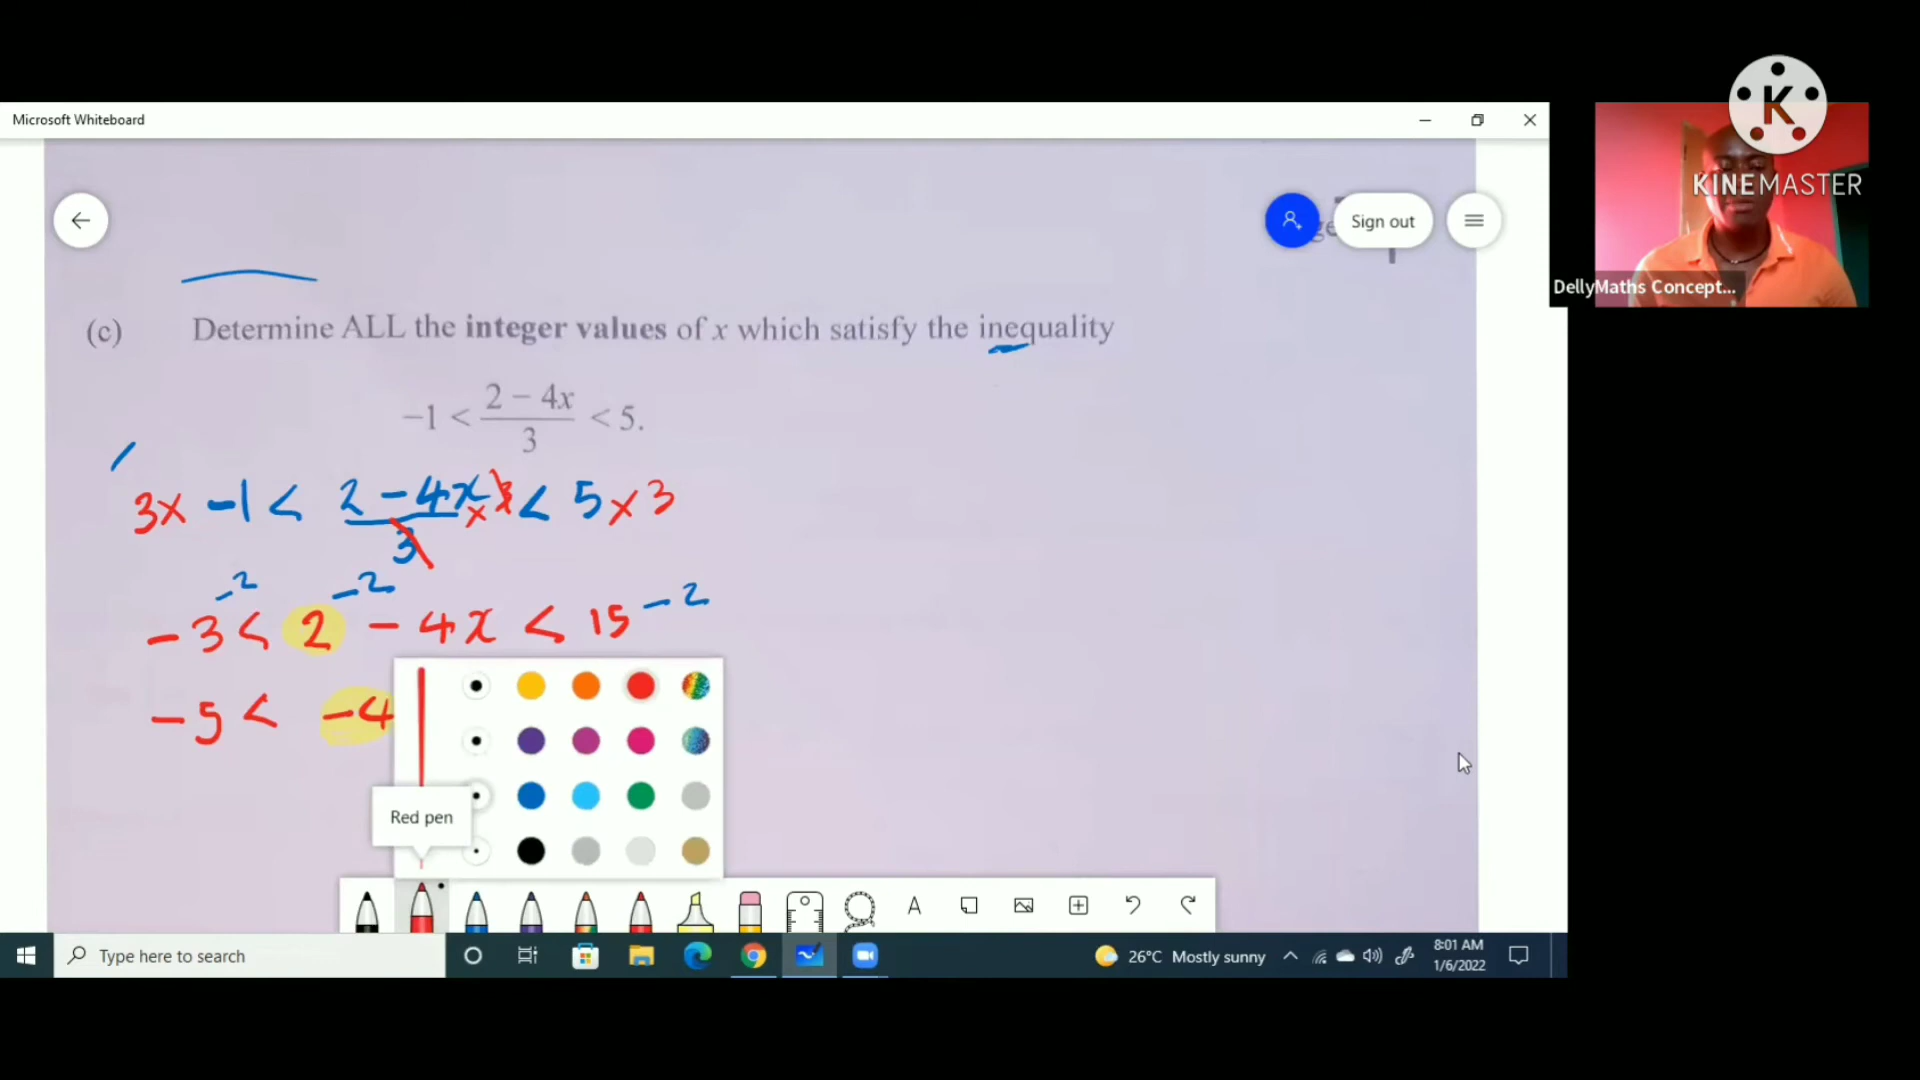 Microsoft Whiteboard
K
KINEMASTER
DellyMaths Concept...
Sign out
(c) Determine ALL the integer values of x which satisfy the inequality
-1 < (2 - 4x)/3 < 5.
3x -1 < (2 - 4x)/3 x 3 < 5 x 3
-2 -2 -2
-3 < 2 - 4x < 15
-5 < -4
Red pen
A
Type here to search
26°C Mostly sunny
8:01 AM
1/6/2022